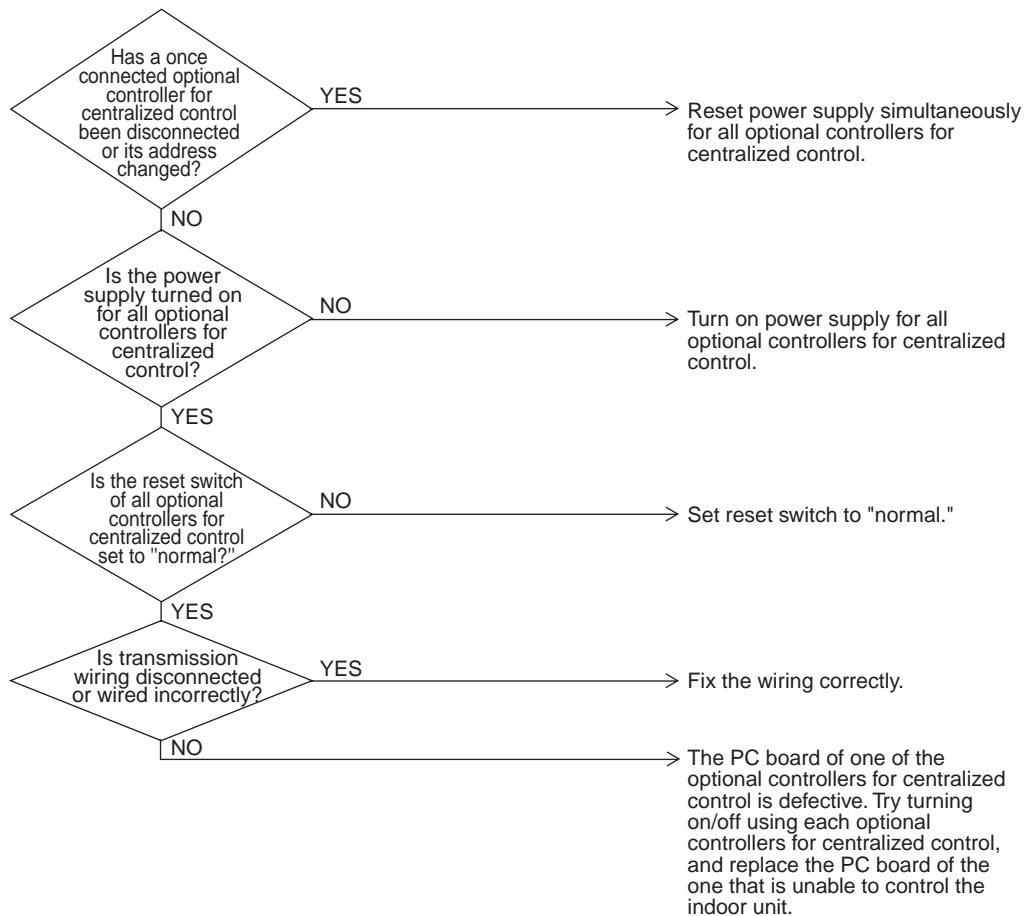 Has a once
connected optional
controller for
centralized control
been disconnected
or its address
changed?
YES
Reset power supply simultaneously
for all optional controllers for
centralized control.
NO
Is the power
supply turned on
for all optional
controllers for
centralized
control?
NO
Turn on power supply for all
optional controllers for centralized
control.
YES
Is the reset switch
of all optional
controllers for
centralized control
set to "normal?"
NO
Set reset switch to "normal."
YES
Is transmission
wiring disconnected
or wired incorrectly?
YES
Fix the wiring correctly.
NO
The PC board of one of the
optional controllers for centralized
control is defective. Try turning
on/off using each optional
controllers for centralized control,
and replace the PC board of the
one that is unable to control the
indoor unit.